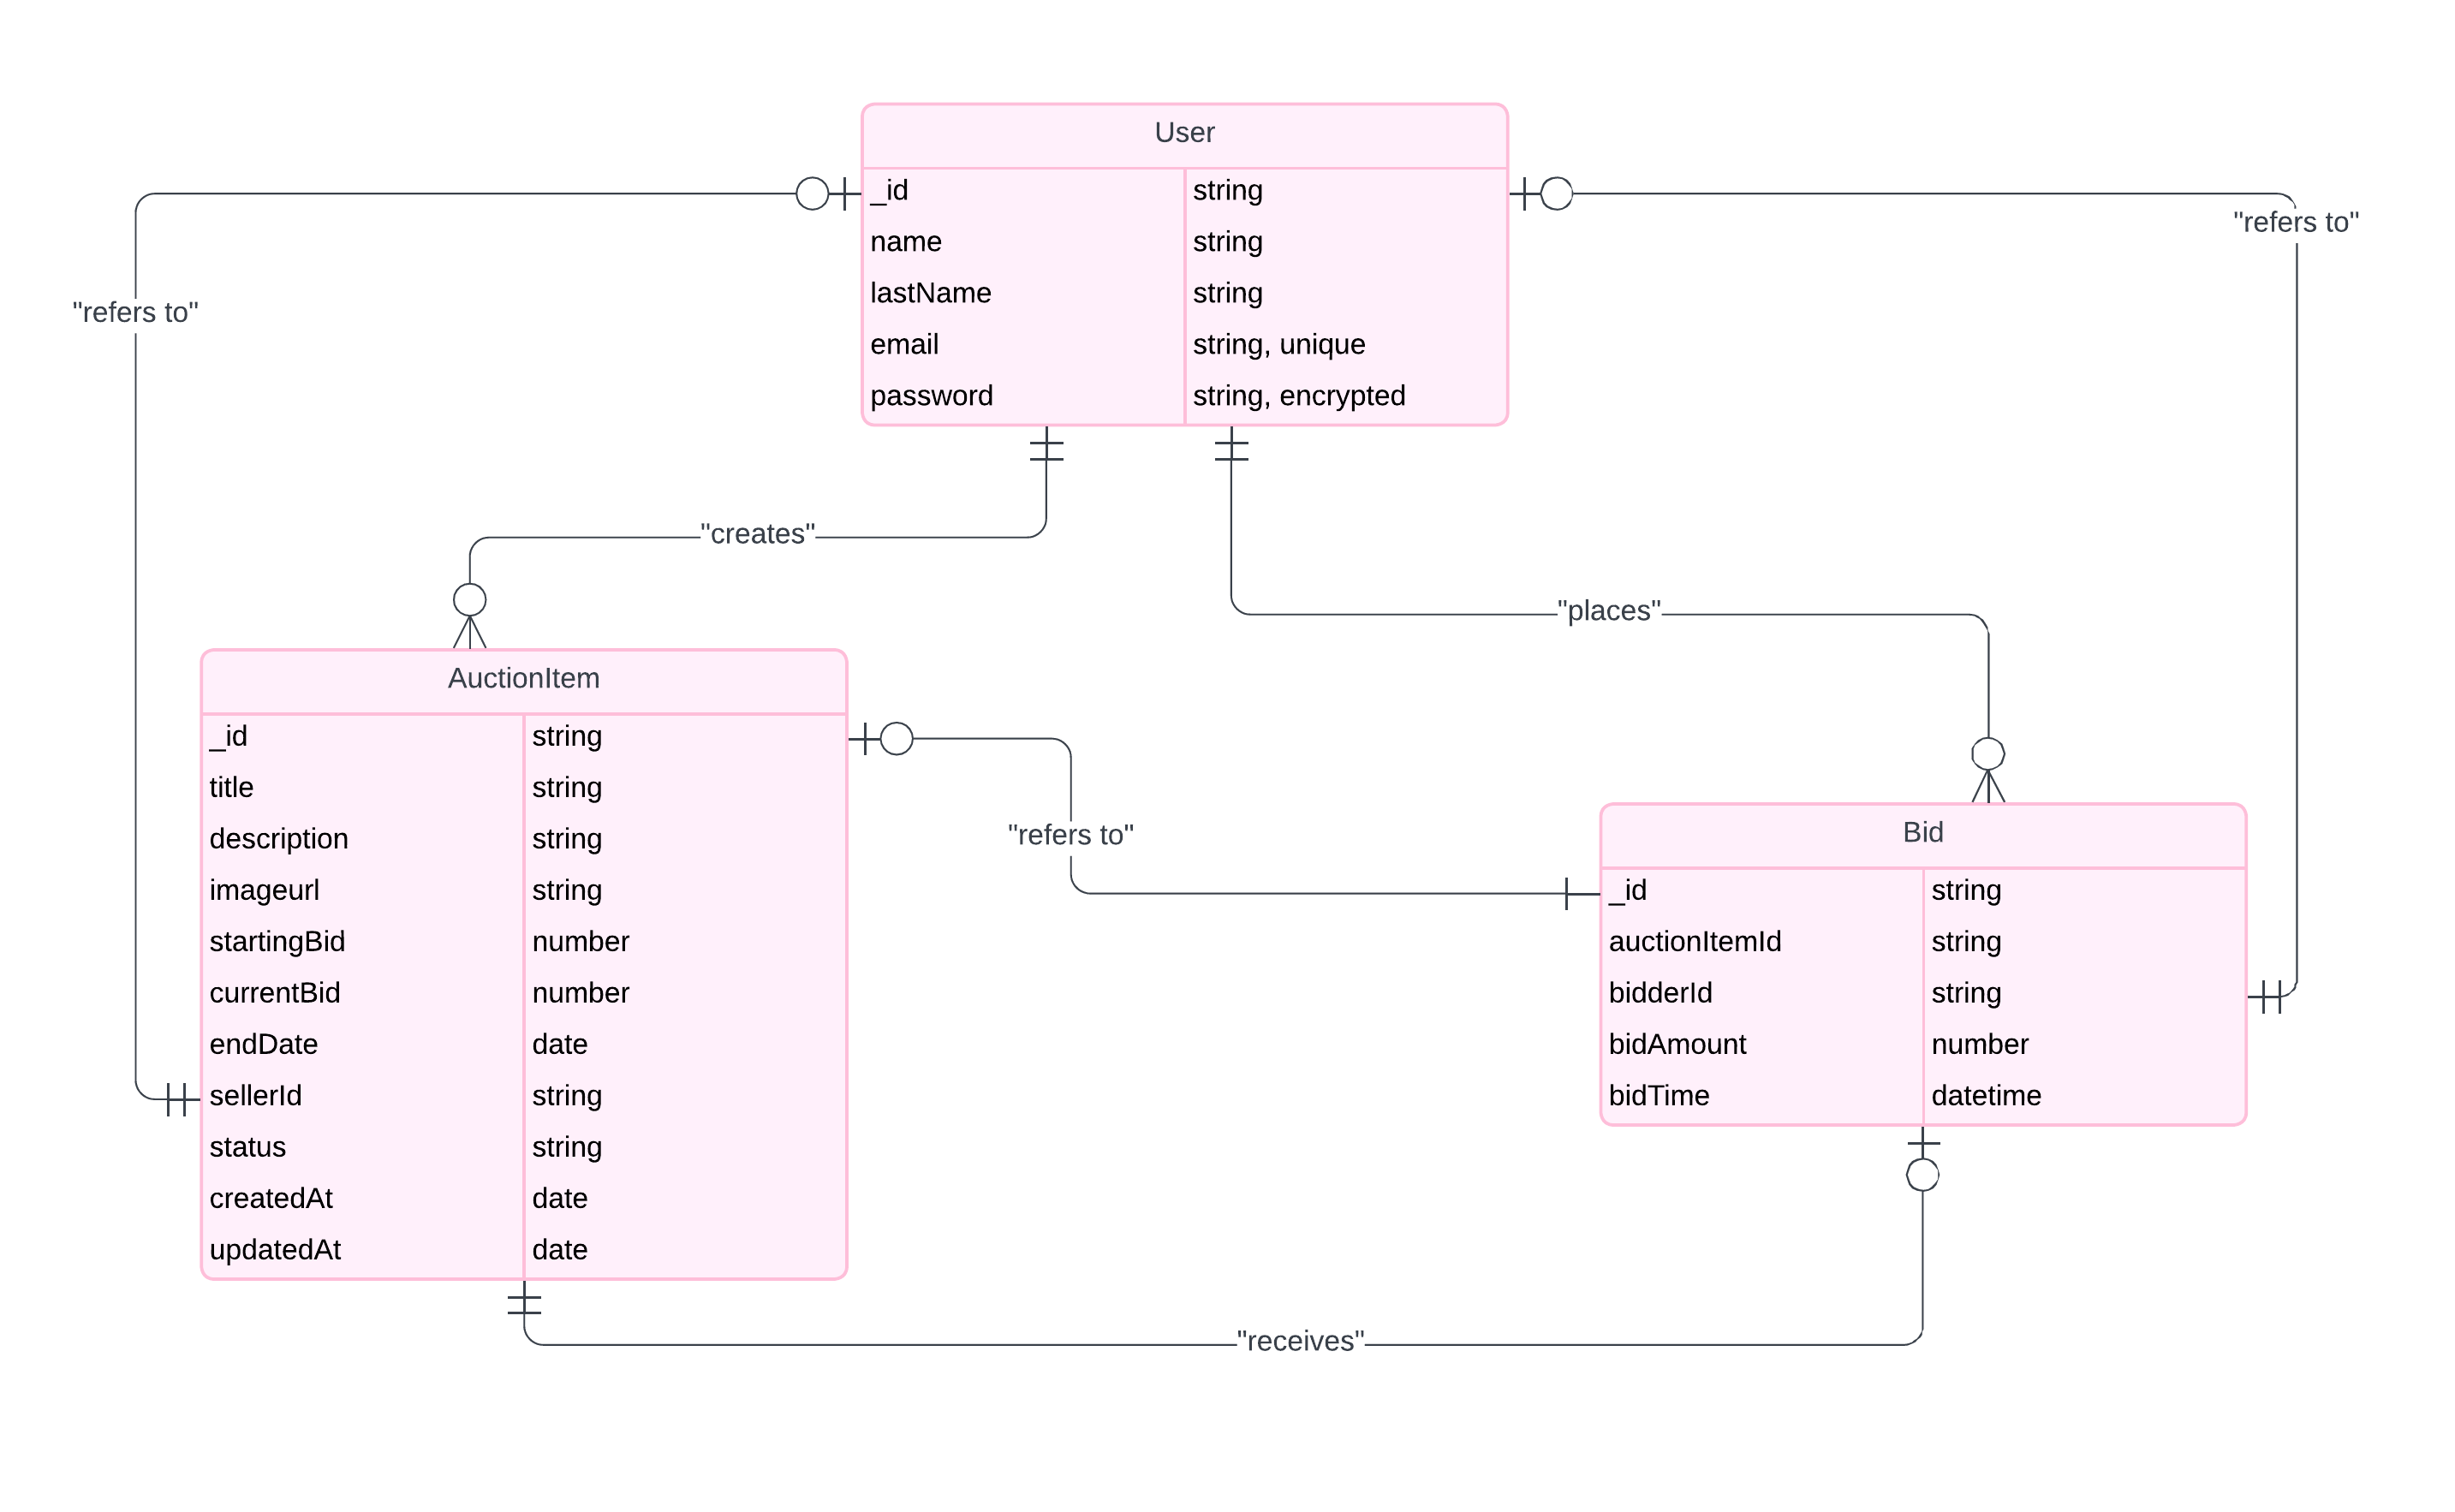 User
_id string
name string
lastName string
email string, unique
password string, encrypted
"refers to"
"refers to"
"creates"
"places"
AuctionItem
_id string
title string
description string
imageurl string
startingBid number
currentBid number
endDate date
sellerId string
status string
createdAt date
updatedAt date
"refers to"
Bid
_id string
auctionItemId string
bidderId string
bidAmount number
bidTime datetime
"receives"